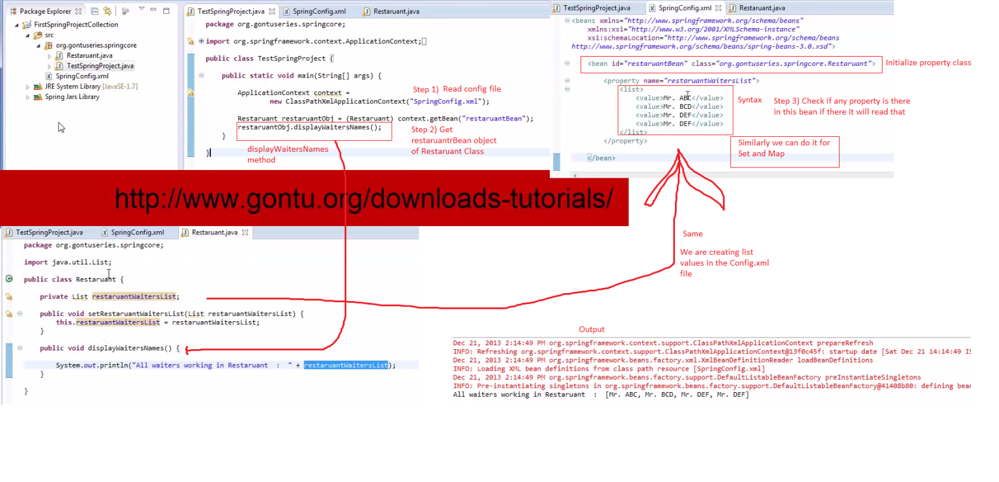 Package Explorer
FirstSpringProjectCollection
src
org.gontuseries.springcore
Restaruant.java
TestSpringProject.java
SpringConfig.xml
JRE System Library [JavaSE-1.7]
Spring Jars Library
TestSpringProject.java SpringConfig.xml Restaruant.java
package org.gontuseries.springcore;
import org.springframework.context.ApplicationContext;
public class TestSpringProject {
public static void main(String[] args) {
ApplicationContext context =
new ClassPathXmlApplicationContext("SpringConfig.xml");
Restaruant restaruantObj = (Restaruant) context.getBean("restaruantBean");
restaruantObj.displayWaitersNames();
}
}
Step 1) Read config file
Step 2) Get
restaruantrBean object
of Restaruant Class
displayWaitersNames
method
TestSpringProject.java SpringConfig.xml Restaruant.java
<beans xmlns="http://www.springframework.org/schema/beans"
xmlns:xsi="http://www.w3.org/2001/XMLSchema-instance"
xsi:schemaLocation="http://www.springframework.org/schema/beans
http://www.springframework.org/schema/beans/spring-beans-3.0.xsd">
<bean id="restaruantBean" class="org.gontuseries.springcore.Restaruant">
<property name="restaruantWaitersList">
<list>
<value>Mr. ABC</value>
<value>Mr. BCD</value>
<value>Mr. DEF</value>
<value>Mr. DEF</value>
</list>
</property>
</bean>
Initialize property class
Syntax
Step 3) Check if any property is there
in this bean if there it will read that
Similarly we can do it for
Set and Map
http://www.gontu.org/downloads-tutorials/
TestSpringProject.java SpringConfig.xml Restaruant.java
package org.gontuseries.springcore;
import java.util.List;
public class Restaruant {
private List restaruantWaitersList;
public void setRestaruantWaitersList(List restaruantWaitersList) {
this.restaruantWaitersList = restaruantWaitersList;
}
public void displayWaitersNames() {
System.out.println("All waiters working in Restaruant  :  " + restaruantWaitersList);
}
}
Same
We are creating list
values in the Config.xml
file
Output
Dec 21, 2013 2:14:49 PM org.springframework.context.support.ClassPathXmlApplicationContext prepareRefresh
INFO: Refreshing org.springframework.context.support.ClassPathXmlApplicationContext@13f0c45f: startup date [Sat Dec 21 14:14:49 IS
Dec 21, 2013 2:14:49 PM org.springframework.beans.factory.xml.XmlBeanDefinitionReader loadBeanDefinitions
INFO: Loading XML bean definitions from class path resource [SpringConfig.xml]
Dec 21, 2013 2:14:49 PM org.springframework.beans.factory.support.DefaultListableBeanFactory preInstantiateSingletons
INFO: Pre-instantiating singletons in org.springframework.beans.factory.support.DefaultListableBeanFactory@41408b80: defining bear
All waiters working in Restaruant  :  [Mr. ABC, Mr. BCD, Mr. DEF, Mr. DEF]